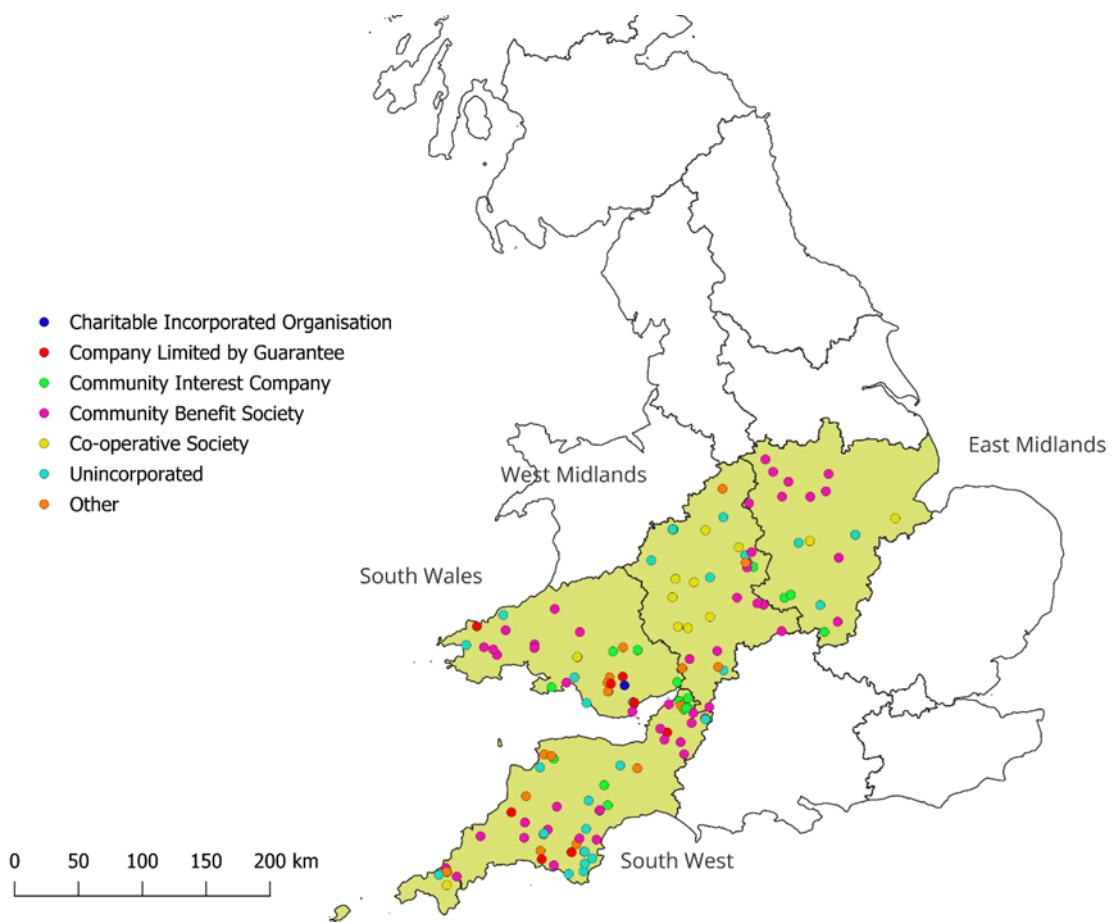 East Midlands
West Midlands
South Wales
South West
Charitable Incorporated Organisation
Company Limited by Guarantee
Community Interest Company
Community Benefit Society
Co-operative Society
Unincorporated
Other
0 50 100 150 200 km